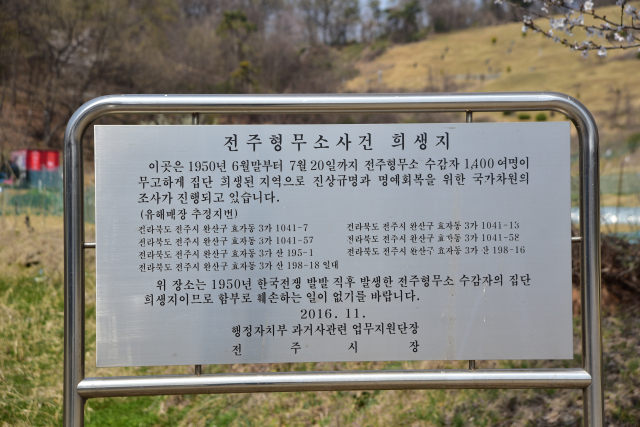 전주형무소사건 희생지
이곳은 1950년 6월말부터 7월 20일까지 전주형무소 수감자 1,400 여명이
무고하게 집단 희생된 지역으로 진상규명과 명예회복을 위한 국가차원의
조사가 진행되고 있습니다.
(유해매장 추정지번)
전라북도 전주시 완산구 효자동 3가 1041-7 전라북도 전주시 완산구 효자동 3가 1041-13
전라북도 전주시 완산구 효자동 3가 1041-57 전라북도 전주시 완산구 효자동 3가 1041-58
전라북도 전주시 완산구 효자동 3가 산 195-1 전라북도 전주시 완산구 효자동 3가 산 198-16
전라북도 전주시 완산구 효자동 3가 산 198-18 일대
위 장소는 1950년 한국전쟁 발발 직후 발생한 전주형무소 수감자의 집단
희생지이므로 함부로 훼손하는 일이 없기를 바랍니다.
2016. 11.
행정자치부 과거사관련 업무지원단장
전 주 시 장